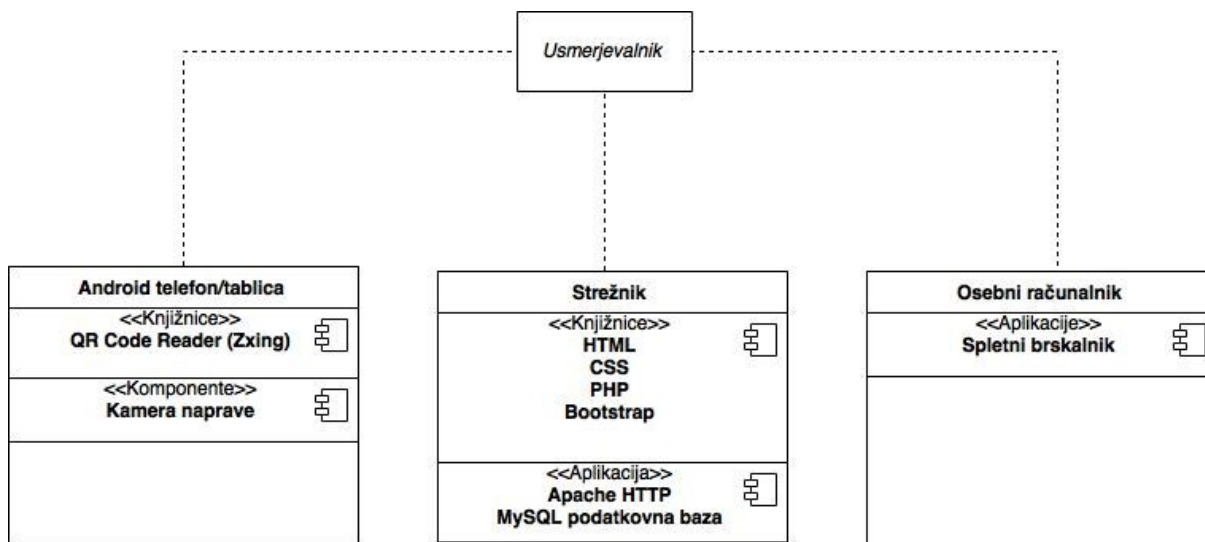 Usmerjevalnik
Android telefon/tablica
<<Knjižnice>>
QR Code Reader (Zxing)
<<Komponente>>
Kamera naprave
Strežnik
<<Knjižnice>>
HTML
CSS
PHP
Bootstrap
<<Aplikacija>>
Apache HTTP
MySQL podatkovna baza
Osebni računalnik
<<Aplikacije>>
Spletni brskalnik